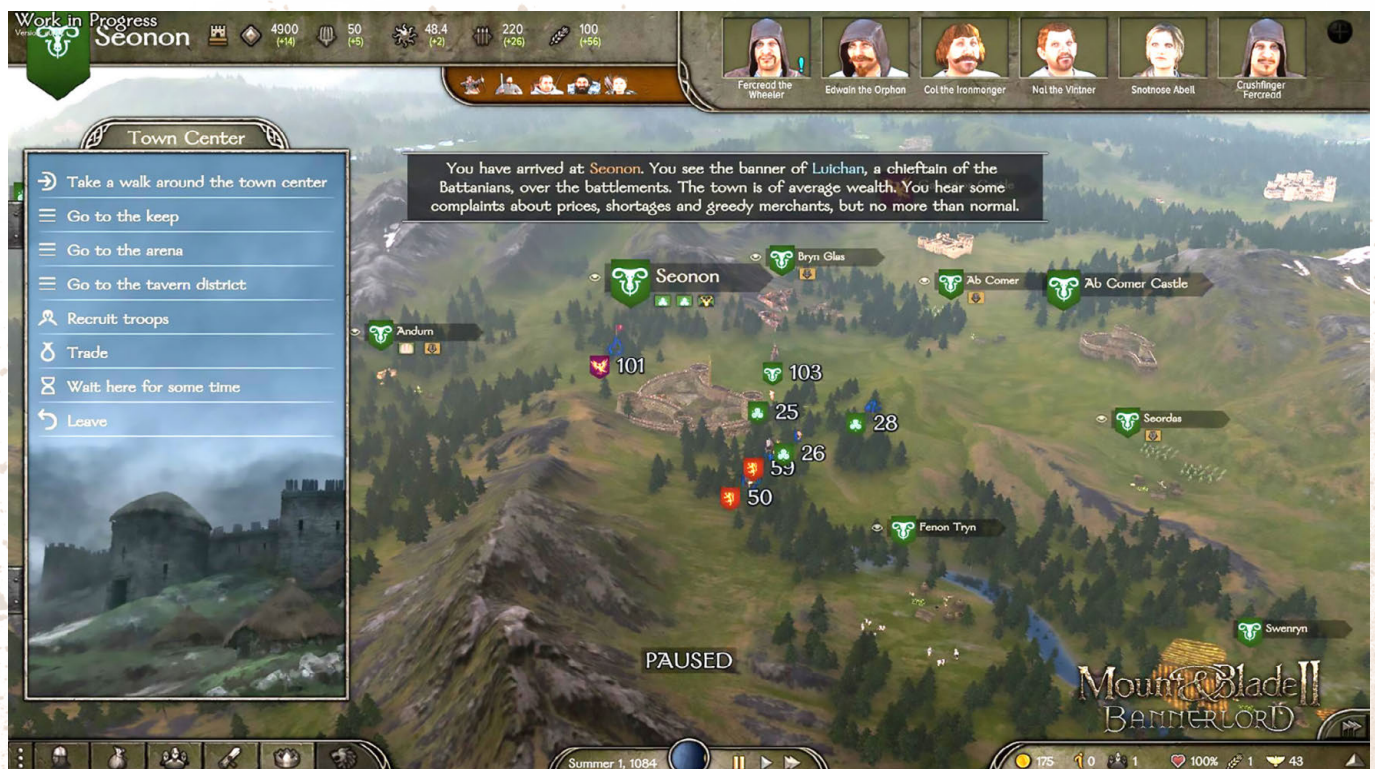 Work in Progress
Seonon
4900
(+14)
50
(+5)
48.4
(+2)
220
(+26)
100
(+56)
Fercread the
Wheeler
Edwain the Orphan
Col the Ironmonger
Nal the Vintner
Snotnose Abell
Crushfinger
Fercread
Town Center
Take a walk around the town center
Go to the keep
Go to the arena
Go to the tavern district
Recruit troops
Trade
Wait here for some time
Leave
You have arrived at Seonon. You see the banner of Luichan, a chieftain of the
Battanians, over the battlements. The town is of average wealth. You hear some
complaints about prices, shortages and greedy merchants, but no more than normal.
Seonon
Bryn Glas
Ab Comer
Ab Comer Castle
Andurn
101
103
25
28
26
59
50
Seordas
Fenon Tryn
Swenryn
PAUSED
Mount & Blade II
BANNERLORD
Summer 1, 1084
175
0
1
100%
1
43